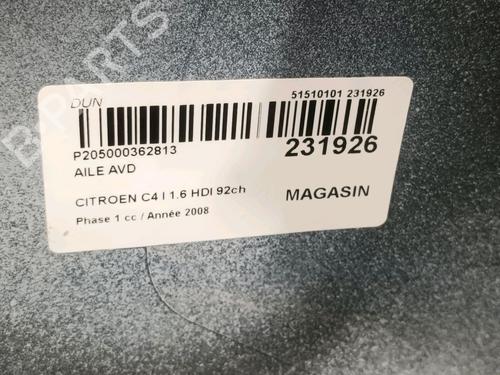 DUN
51510101 231926
P205000362813
231926
AILE AVD
CITROEN C4 I 1.6 HDI 92ch
MAGASIN
Phase 1 cc / Année 2008
B-PARTS